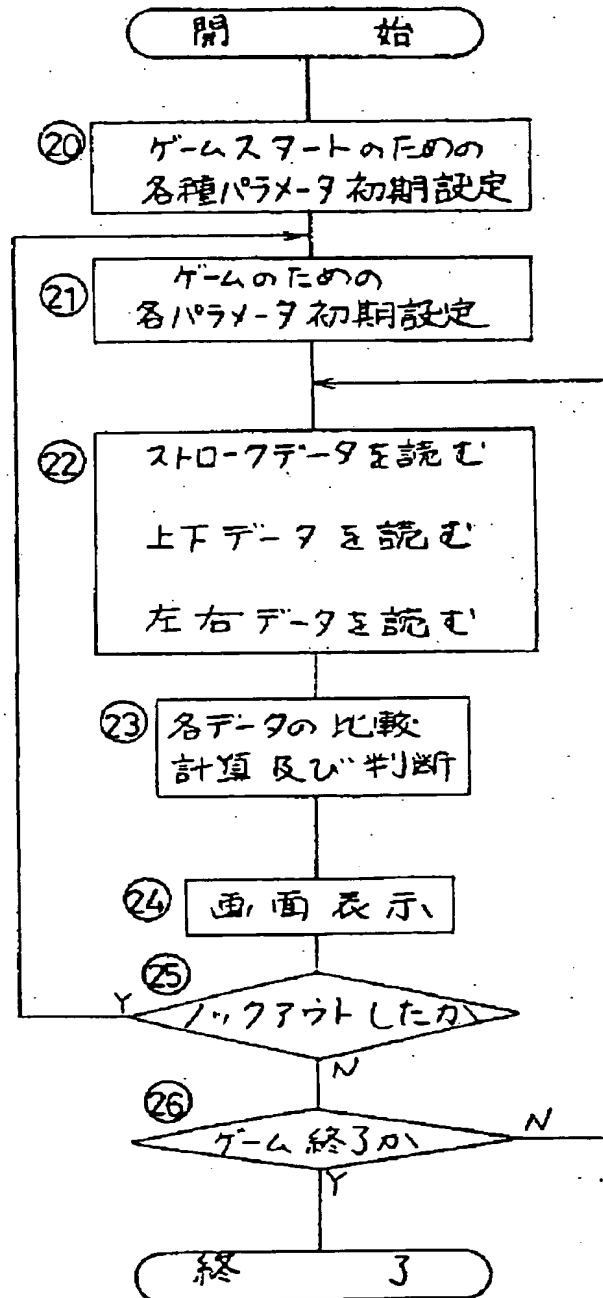 開 始
⑳ ゲームスタートのための
各種パラメータ初期設定
㉑ ゲームのための
各パラメータ初期設定
㉒ ストロークデータを読む
上下データを読む
左右データを読む
㉓ 各データの比較
計算及び判断
㉔ 画面表示
㉕
Y ノックアウトしたか
N
㉖
ゲーム終了か N
Y
終 了